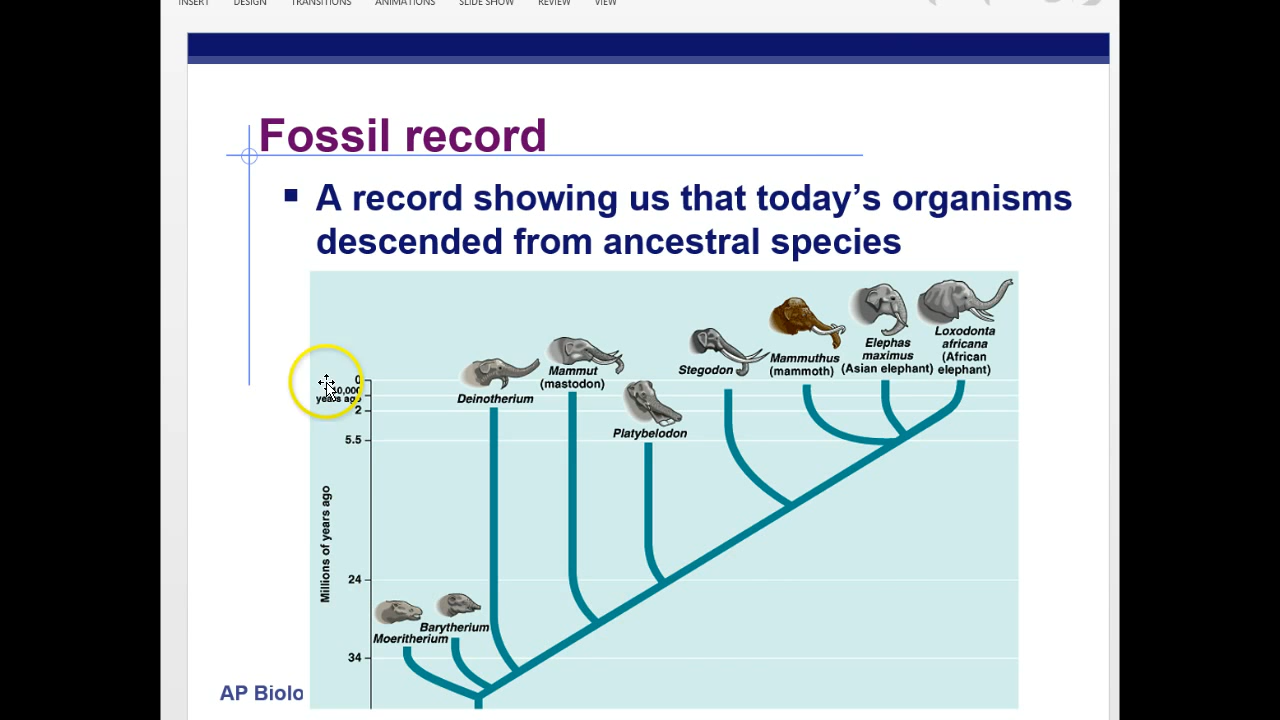 INSERT DESIGN TRANSITIONS ANIMATIONS SLIDE SHOW REVIEW VIEW
Fossil record
A record showing us that today's organisms
descended from ancestral species
Deinotherium
Mammut
(mastodon)
Platybelodon
Stegodon
Mammuthus
(mammoth)
Elephas
maximus
(Asian elephant)
Loxodonta
africana
(African
elephant)
0
years ago
2
5.5
24
34
Millions of years ago
Moeritherium
Barytherium
AP Biolo